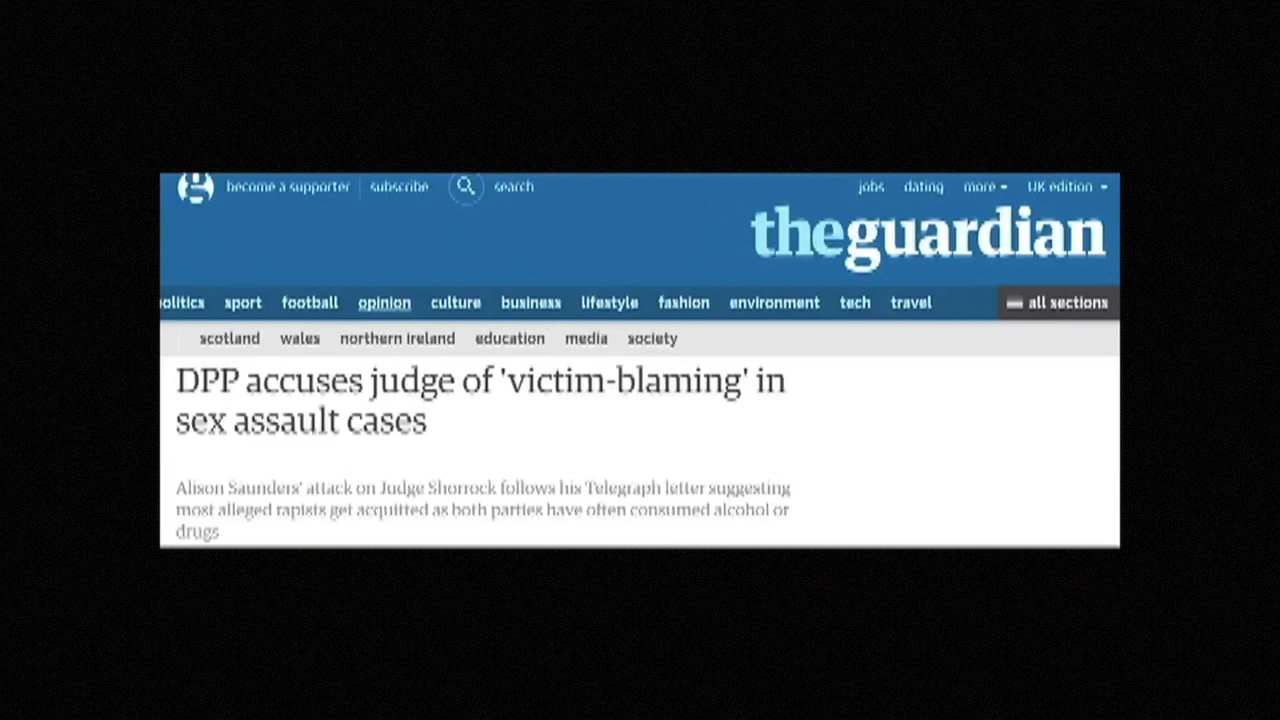 become a supporter subscribe search jobs dating more UK edition
theguardian
olitics sport football opinion culture business lifestyle fashion environment tech travel all sections
scotland wales northern ireland education media society
DPP accuses judge of 'victim-blaming' in
sex assault cases
Alison Saunders' attack on Judge Shorrock follows his Telegraph letter suggesting
most alleged rapists get acquitted as both parties have often consumed alcohol or
drugs